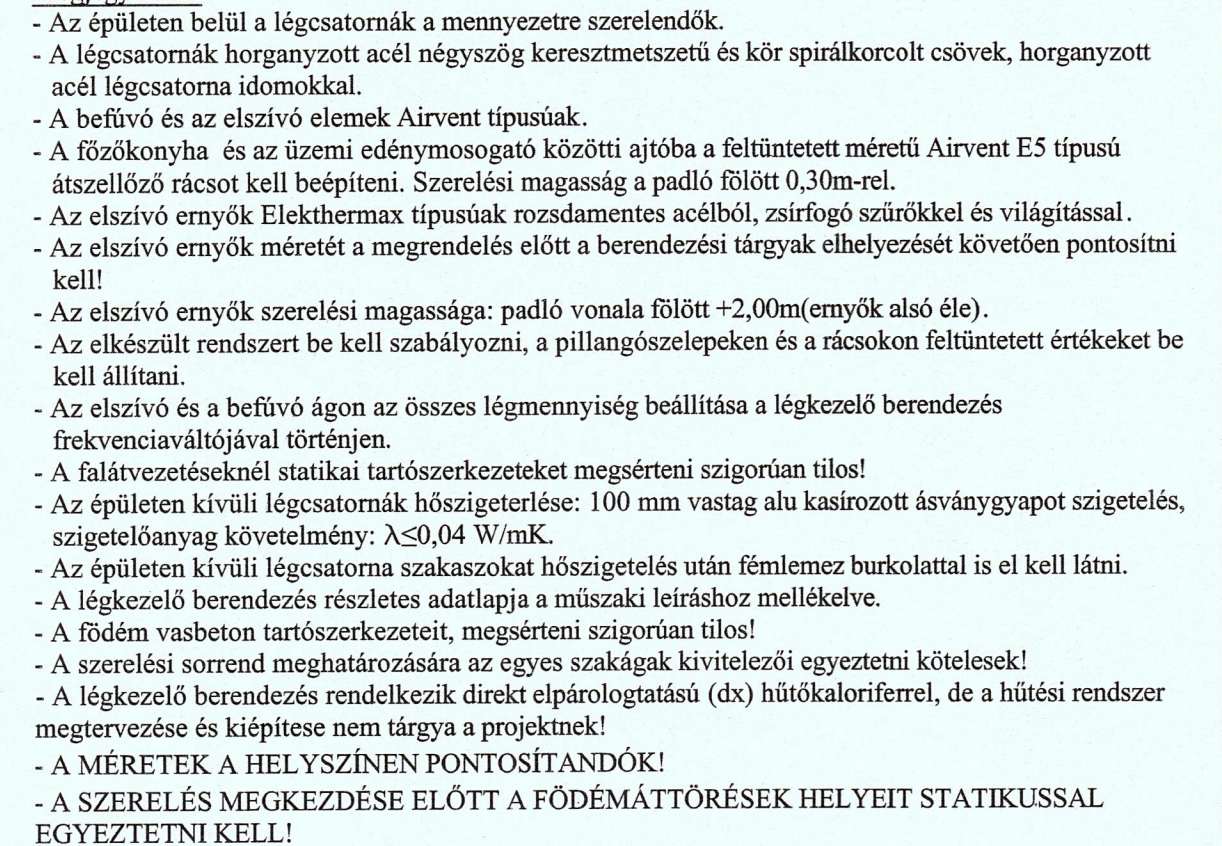 - Az épületen belül a légcsatornák a mennyezetre szerelendők.
- A légcsatornák horganyzott acél négyszög keresztmetszetű és kör spirálkorcolt csövek, horganyzott
acél légcsatorna idomokkal.
- A befúvó és az elszívó elemek Airvent típusúak.
- A főzőkonyha és az üzemi edénymosogató közötti ajtóba a feltüntetett méretű Airvent E5 típusú
átszellőző rácsot kell beépíteni. Szerelési magasság a padló fölött 0,30m-rel.
- Az elszívó ernyők Elekthermax típusúak rozsdamentes acélból, zsírfogó szűrőkkel és világítással.
- Az elszívó ernyők méretét a megrendelés előtt a berendezési tárgyak elhelyezését követően pontosítni
kell!
- Az elszívó ernyők szerelési magassága: padló vonala fölött +2,00m(ernyők alsó éle).
- Az elkészült rendszert be kell szabályozni, a pillangószelepeken és a rácsokon feltüntetett értékeket be
kell állítani.
- Az elszívó és a befúvó ágon az összes légmennyiség beállítása a légkezelő berendezés
frekvenciaváltójával történjen.
- A falátvezetéseknél statikai tartószerkezeteket megsérteni szigorúan tilos!
- Az épületen kívüli légcsatornák hőszigeterlése: 100 mm vastag alu kasírozott ásványgyapot szigetelés,
szigetelőanyag követelmény: λ≤0,04 W/mK.
- Az épületen kívüli légcsatorna szakaszokat hőszigetelés után fémlemez burkolattal is el kell látni.
- A légkezelő berendezés részletes adatlapja a műszaki leíráshoz mellékelve.
- A födém vasbeton tartószerkezeteit, megsérteni szigorúan tilos!
- A szerelési sorrend meghatározására az egyes szakágak kivitelezői egyeztetni kötelesek!
- A légkezelő berendezés rendelkezik direkt elpárologtatású (dx) hűtőkaloriferrel, de a hűtési rendszer
megtervezése és kiépítese nem tárgya a projektnek!
- A MÉRETEK A HELYSZÍNEN PONTOSÍTANDÓK!
- A SZERELÉS MEGKEZDÉSE ELŐTT A FÖDÉMÁTTÖRÉSEK HELYEIT STATIKUSSAL
EGYEZTETNI KELL!